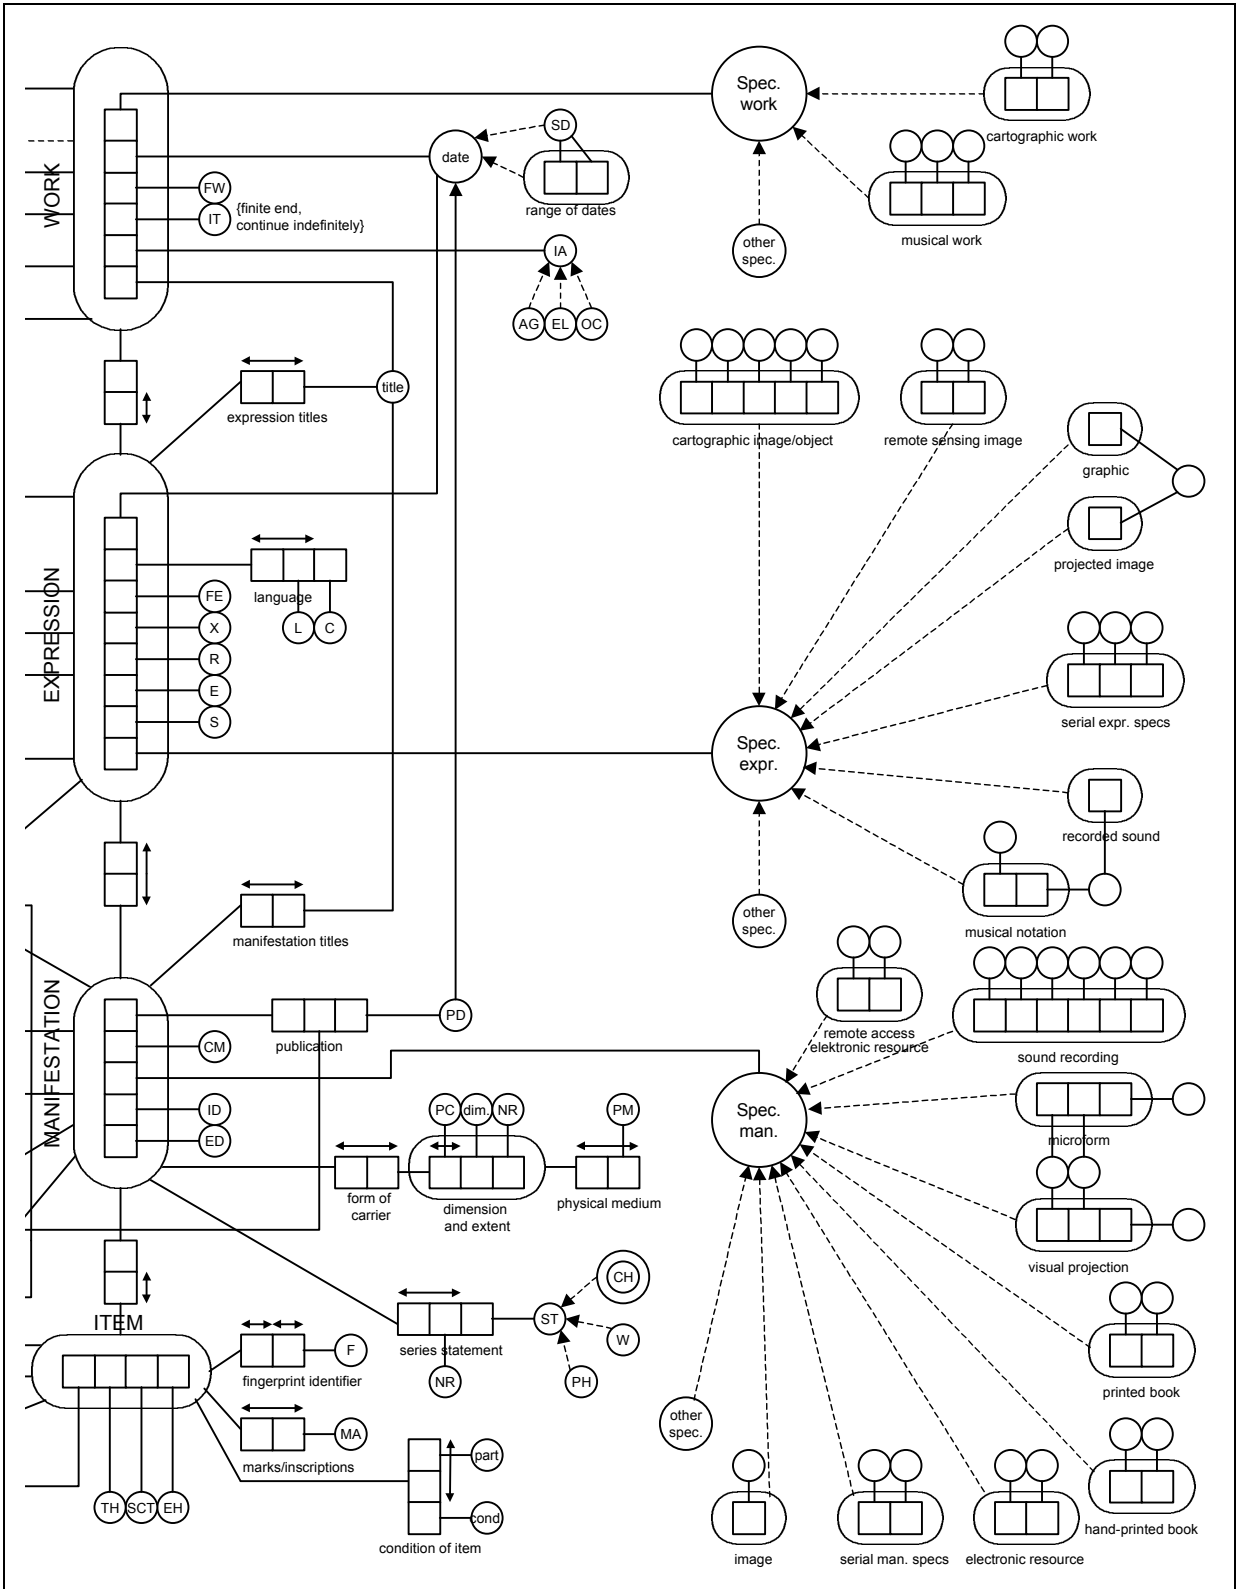 Spec.
work
cartographic work
SD
date
range of dates
WORK
FW
{finite end,
IT
continue indefinitely}
musical work
other
spec.
IA
AG
EL
OC
title
expression titles
cartographic image/object
remote sensing image
graphic
projected image
EXPRESSION
language
FE
X
L
C
R
E
S
serial expr. specs
Spec.
expr.
recorded sound
other
spec.
musical notation
manifestation titles
MANIFESTATION
PD
publication
CM
remote access
elektronic resource
sound recording
Spec.
man.
microform
ID
ED
PC
dim.
NR
PM
form of
carrier
dimension
and extent
physical medium
visual projection
CH
ITEM
ST
W
series statement
NR
PH
F
fingerprint identifier
MA
marks/inscriptions
printed book
other
spec.
part
cond
condition of item
TH
SCT
EH
hand-printed book
image
serial man. specs
electronic resource